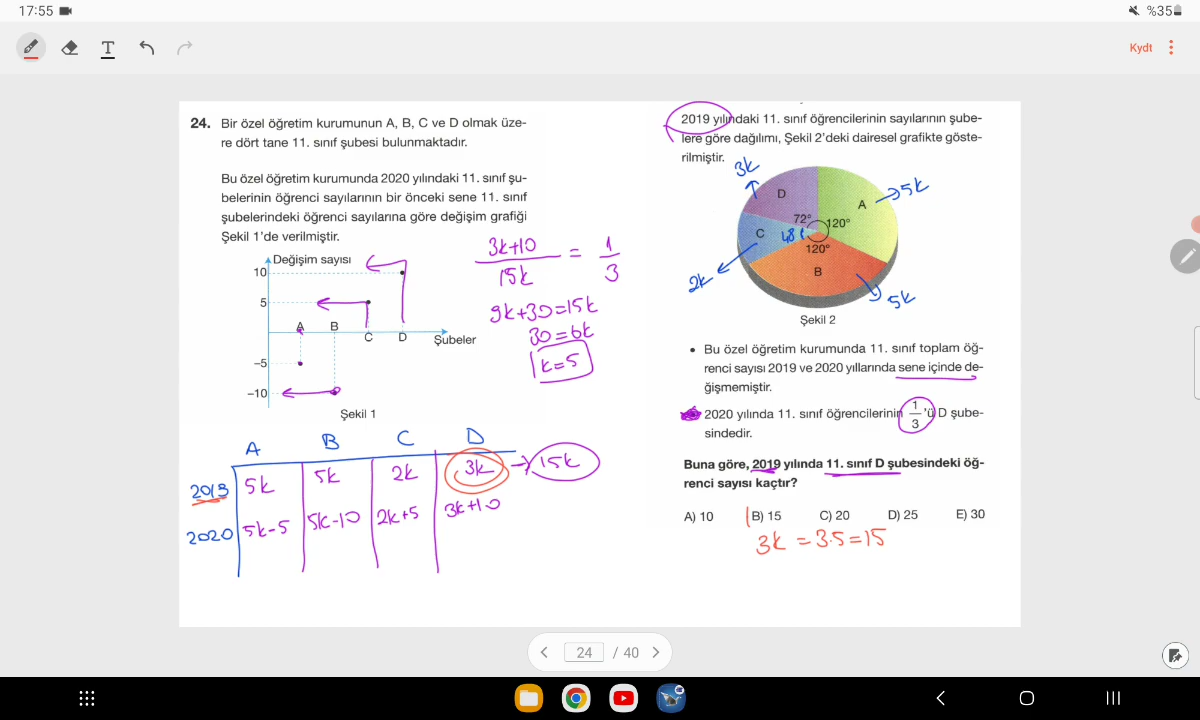 17:55
%35
Kydt
24. Bir özel öğretim kurumunun A, B, C ve D olmak üze-
re dört tane 11. sınıf şubesi bulunmaktadır.
Bu özel öğretim kurumunda 2020 yılındaki 11. sınıf şu-
belerinin öğrenci sayılarının bir önceki sene 11. sınıf
şubelerindeki öğrenci sayılarına göre değişim grafiği
Şekil 1'de verilmiştir.
Değişim sayısı
10
5
A B C D Şubeler
-5
-10
Şekil 1
3k+10 / 15k = 1/3
9k+30=15k
30=6k
k=5
A B C D
2019 5k 5k 2k 3k → 15k
2020 5k-5 5k-10 2k+5 3k+10
2019 yılındaki 11. sınıf öğrencilerinin sayılarının şube-
lere göre dağılımı, Şekil 2'deki dairesel grafikte göste-
rilmiştir.
3k
D
A
5k
72° 120°
C 48
120°
B
2k
5k
Şekil 2
• Bu özel öğretim kurumunda 11. sınıf toplam öğ-
renci sayısı 2019 ve 2020 yıllarında sene içinde de-
ğişmemiştir.
2020 yılında 11. sınıf öğrencilerinin 1/3'ü D şube-
sindedir.
Buna göre, 2019 yılında 11. sınıf D şubesindeki öğ-
renci sayısı kaçtır?
A) 10 B) 15 C) 20 D) 25 E) 30
3k = 3.5 = 15
24 / 40